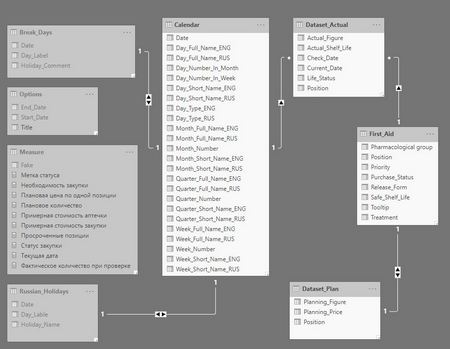 Break_Days
Date
Day_Label
Holiday_Comment
Options
End_Date
Start_Date
Title
Measure
Fake
Метка статуса
Необходимость закупки
Плановая цена по одной позиции
Плановое количество
Примерная стоимость аптечки
Примерная стоимость закупки
Просроченные позиции
Статус закупки
Текущая дата
Фактическое количество при проверке
Russian_Holidays
Date
Day_Lable
Holiday_Name
Calendar
Date
Day_Full_Name_ENG
Day_Full_Name_RUS
Day_Number_In_Month
Day_Number_In_Week
Day_Short_Name_ENG
Day_Short_Name_RUS
Day_Type_ENG
Day_Type_RUS
Month_Full_Name_ENG
Month_Full_Name_RUS
Month_Number
Month_Short_Name_ENG
Month_Short_Name_RUS
Quarter_Full_Name_ENG
Quarter_Full_Name_RUS
Quarter_Number
Quarter_Short_Name_ENG
Quarter_Short_Name_RUS
Week_Full_Name_ENG
Week_Full_Name_RUS
Week_Number
Week_Short_Name_ENG
Week_Short_Name_RUS
Dataset_Actual
Actual_Figure
Actual_Shelf_Life
Check_Date
Current_Date
Life_Status
Position
First_Aid
Pharmacological group
Position
Priority
Purchase_Status
Release_Form
Safe_Shelf_Life
Tooltip
Treatment
Dataset_Plan
Planning_Figure
Planning_Price
Position
1
1
1
1
1
*
*
1
1
1